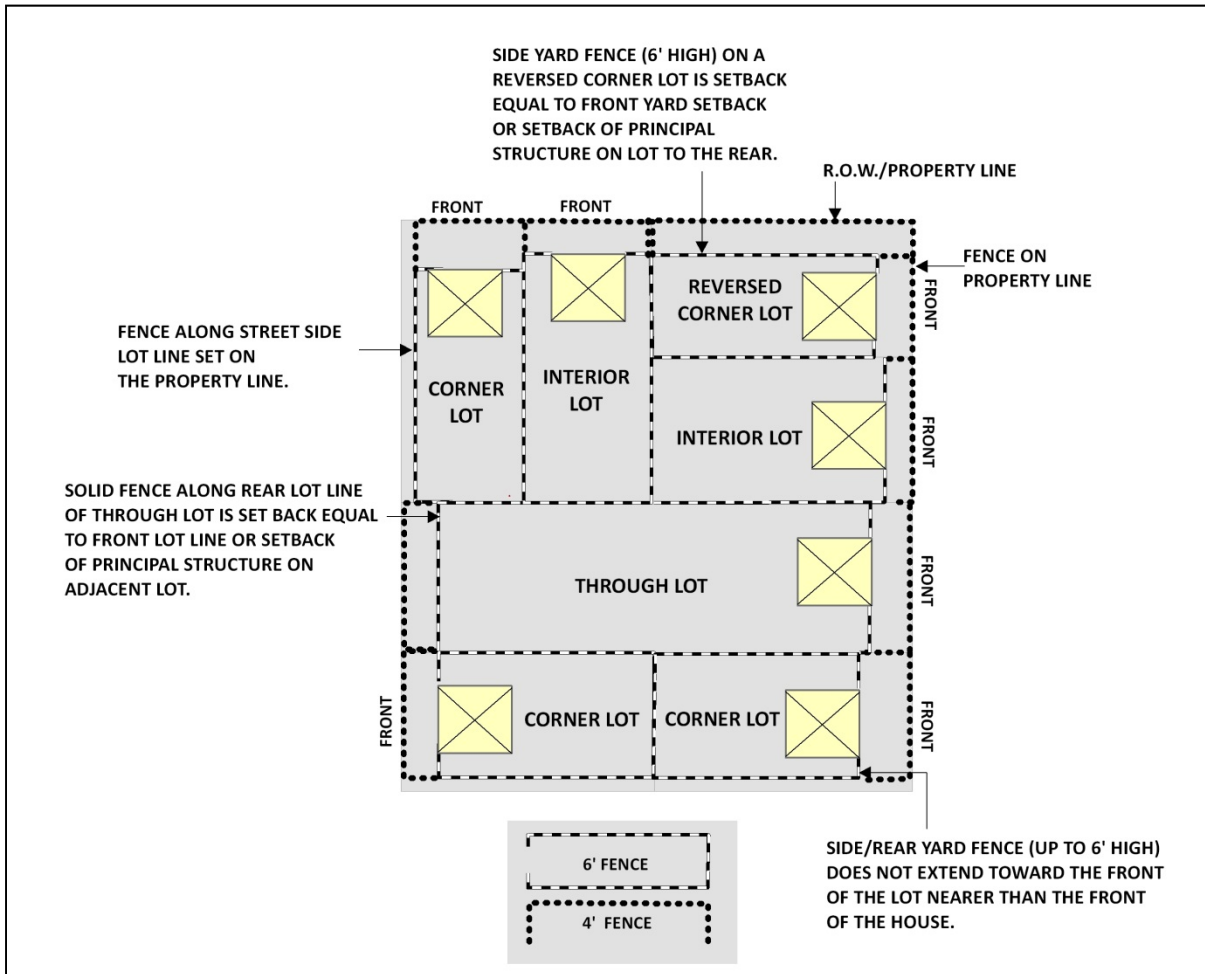 SIDE YARD FENCE (6' HIGH) ON A
REVERSED CORNER LOT IS SETBACK
EQUAL TO FRONT YARD SETBACK
OR SETBACK OF PRINCIPAL
STRUCTURE ON LOT TO THE REAR.
R.O.W./PROPERTY LINE
FRONT
FRONT
FENCE ON
PROPERTY LINE
REVERSED
CORNER LOT
FRONT
FENCE ALONG STREET SIDE
LOT LINE SET ON
THE PROPERTY LINE.
CORNER
LOT
INTERIOR
LOT
INTERIOR LOT
FRONT
SOLID FENCE ALONG REAR LOT LINE
OF THROUGH LOT IS SET BACK EQUAL
TO FRONT LOT LINE OR SETBACK
OF PRINCIPAL STRUCTURE ON
ADJACENT LOT.
THROUGH LOT
FRONT
FRONT
CORNER LOT
CORNER LOT
FRONT
6' FENCE
4' FENCE
SIDE/REAR YARD FENCE (UP TO 6' HIGH)
DOES NOT EXTEND TOWARD THE FRONT
OF THE LOT NEARER THAN THE FRONT
OF THE HOUSE.